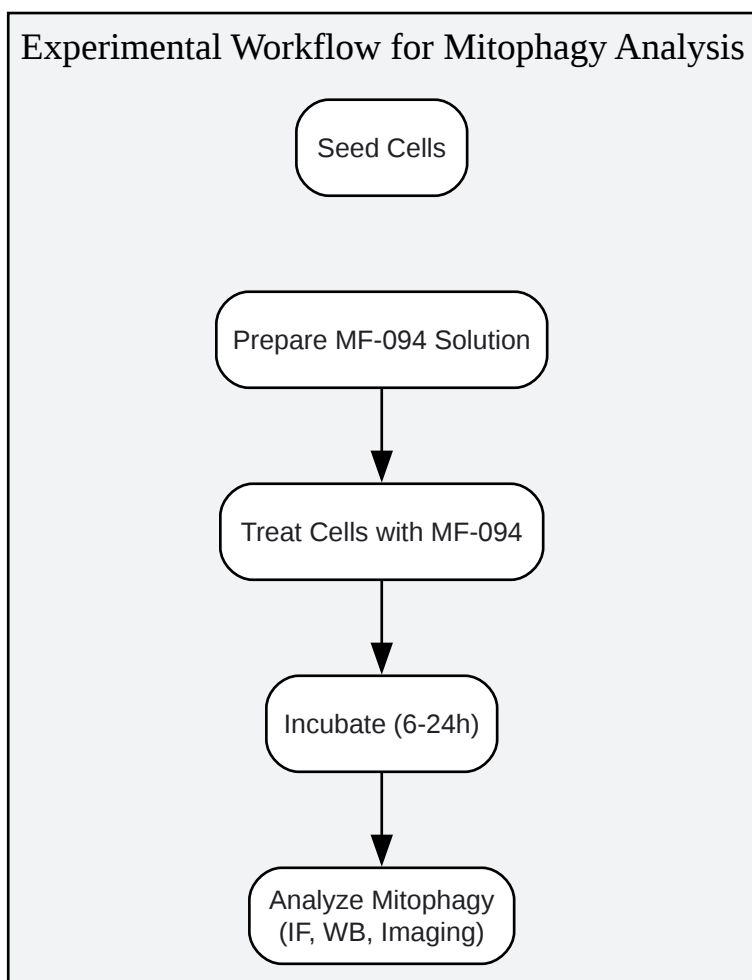 Experimental Workflow for Mitophagy Analysis
Seed Cells
Prepare MF-094 Solution
Treat Cells with MF-094
Incubate (6-24h)
Analyze Mitophagy
(IF, WB, Imaging)